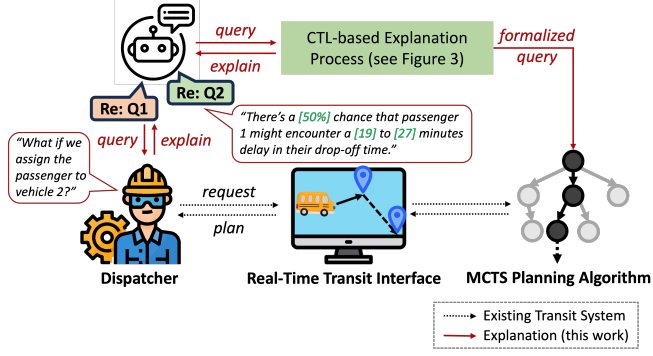 query
explain
CTL-based Explanation
Process (see Figure 3)
formalized
query
Re: Q1
Re: Q2
“There’s a [50%] chance that passenger
1 might encounter a [19] to [27] minutes
delay in their drop-off time.”
query
explain
“What if we
assign the
passenger to
vehicle 2?”
request
plan
Dispatcher
Real-Time Transit Interface
MCTS Planning Algorithm
Existing Transit System
Explanation (this work)